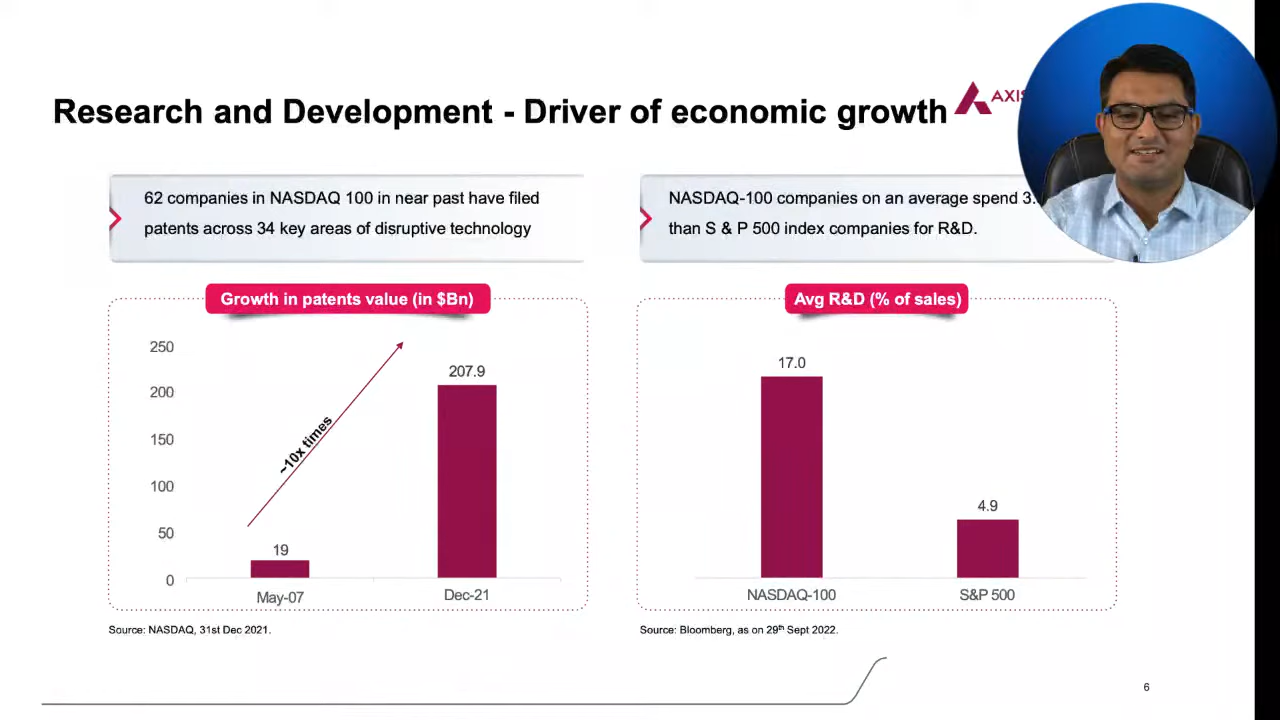 Research and Development - Driver of economic growth
AXIS
62 companies in NASDAQ 100 in near past have filed
patents across 34 key areas of disruptive technology
NASDAQ-100 companies on an average spend 3.
than S & P 500 index companies for R&D.
Growth in patents value (in $Bn)
250
200
150
100
50
0
19
207.9
~10x times
May-07
Dec-21
Avg R&D (% of sales)
17.0
4.9
NASDAQ-100
S&P 500
Source: NASDAQ, 31st Dec 2021.
Source: Bloomberg, as on 29th Sept 2022.
6